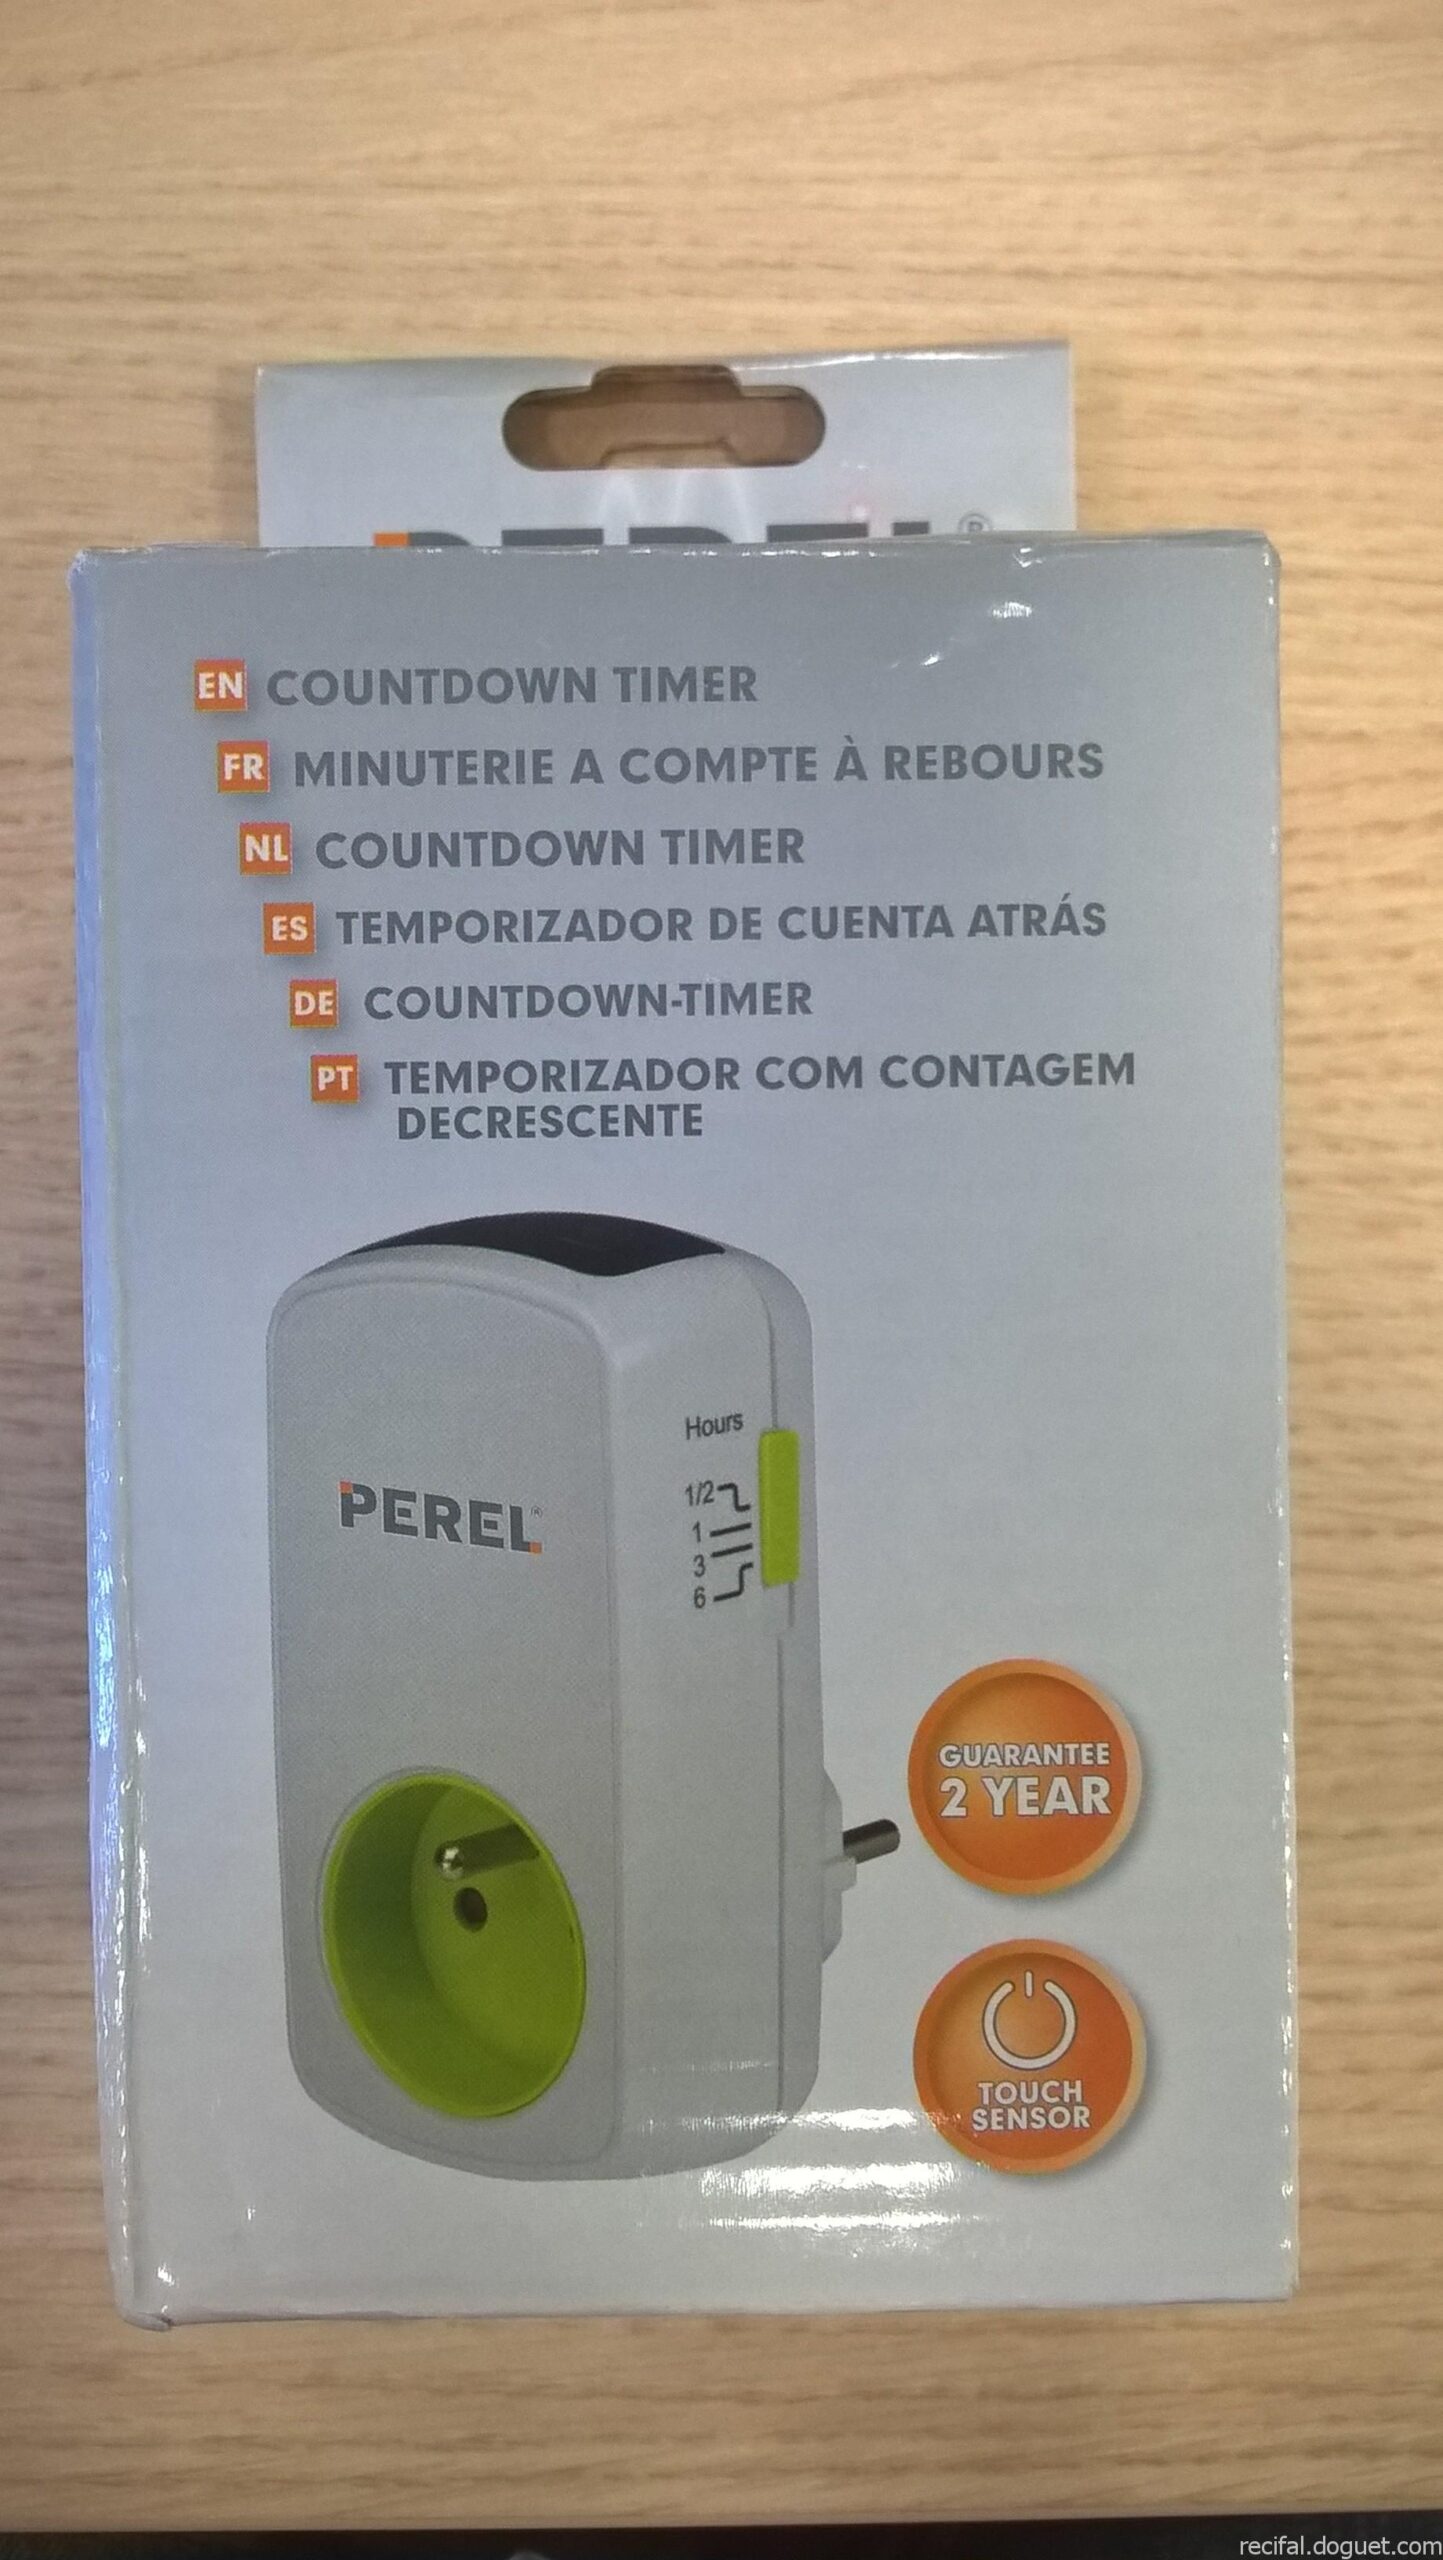 PEREL®
EN COUNTDOWN TIMER
FR MINUTERIE A COMPTE À REBOURS
NL COUNTDOWN TIMER
ES TEMPORIZADOR DE CUENTA ATRÁS
DE COUNTDOWN-TIMER
PT TEMPORIZADOR COM CONTAGEM
DECRESCENTE
Hours
1/2
1
3
6
PEREL®
GUARANTEE
2 YEAR
TOUCH
SENSOR
recifal.doguet.com